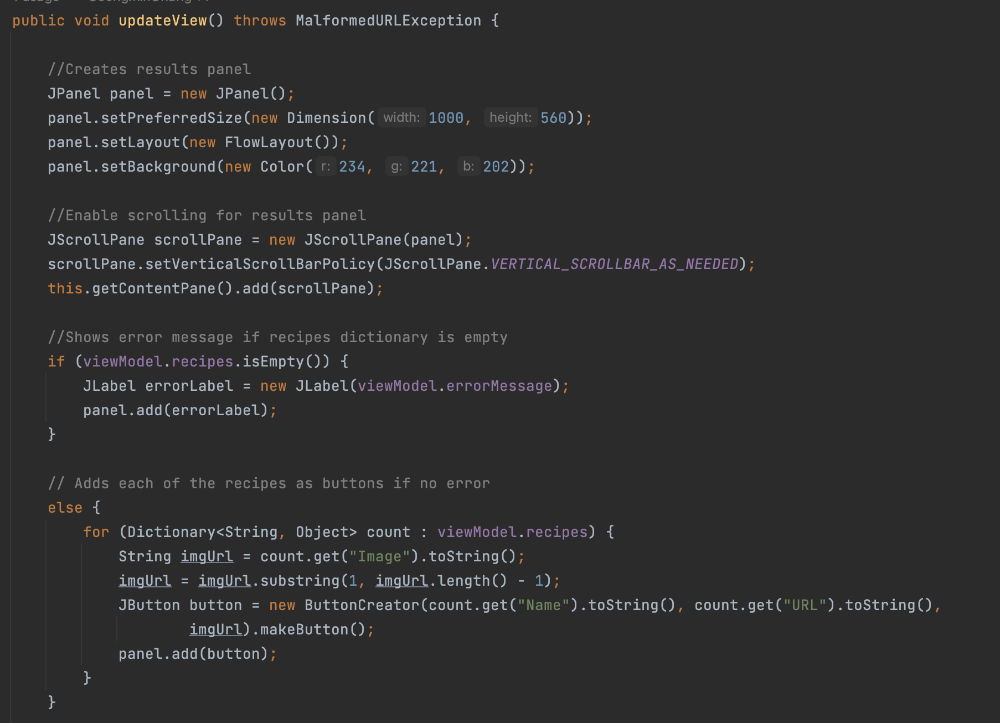 public void updateView() throws MalformedURLException {
//Creates results panel
JPanel panel = new JPanel();
panel.setPreferredSize(new Dimension( width: 1000, height: 560));
panel.setLayout(new FlowLayout());
panel.setBackground(new Color( r: 234, g: 221, b: 202));
//Enable scrolling for results panel
JScrollPane scrollPane = new JScrollPane(panel);
scrollPane.setVerticalScrollBarPolicy(JScrollPane.VERTICAL_SCROLLBAR_AS_NEEDED);
this.getContentPane().add(scrollPane);
//Shows error message if recipes dictionary is empty
if (viewModel.recipes.isEmpty()) {
JLabel errorLabel = new JLabel(viewModel.errorMessage);
panel.add(errorLabel);
}
// Adds each of the recipes as buttons if no error
else {
for (Dictionary<String, Object> count : viewModel.recipes) {
String imgUrl = count.get("Image").toString();
imgUrl = imgUrl.substring(1, imgUrl.length() - 1);
JButton button = new ButtonCreator(count.get("Name").toString(), count.get("URL").toString(),
imgUrl).makeButton();
panel.add(button);
}
}